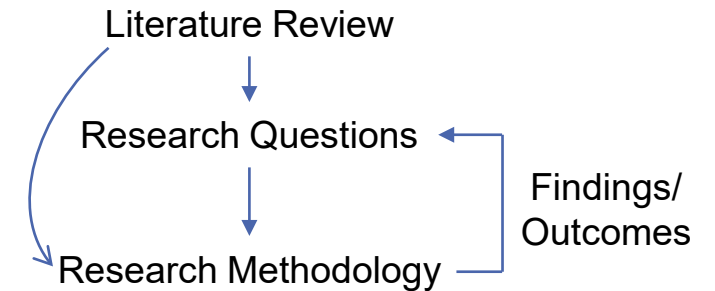 Literature Review
Research Questions
Findings/
Outcomes
Research Methodology